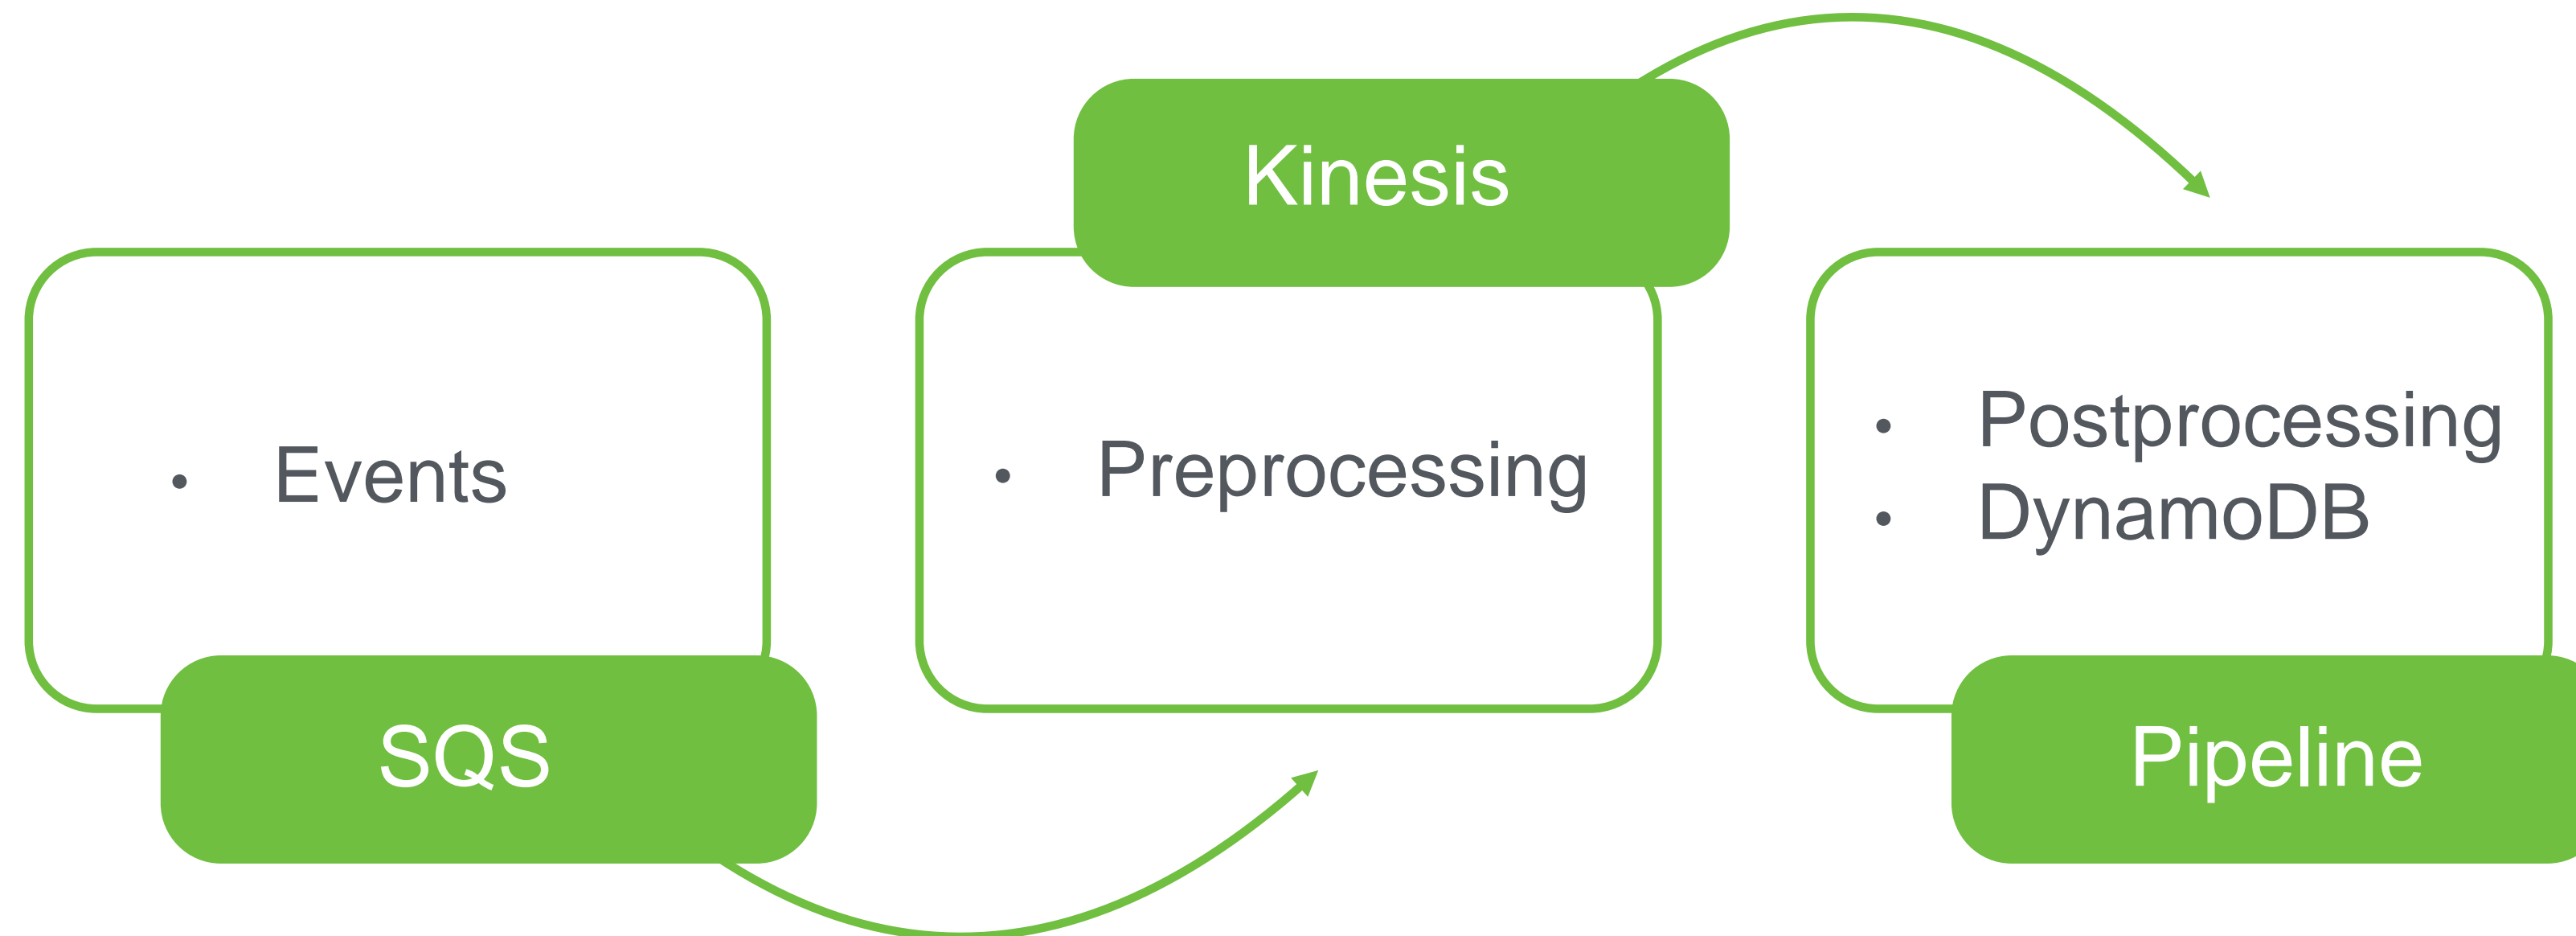 • Events
SQS
Kinesis
• Preprocessing
• Postprocessing
• DynamoDB
Pipeline